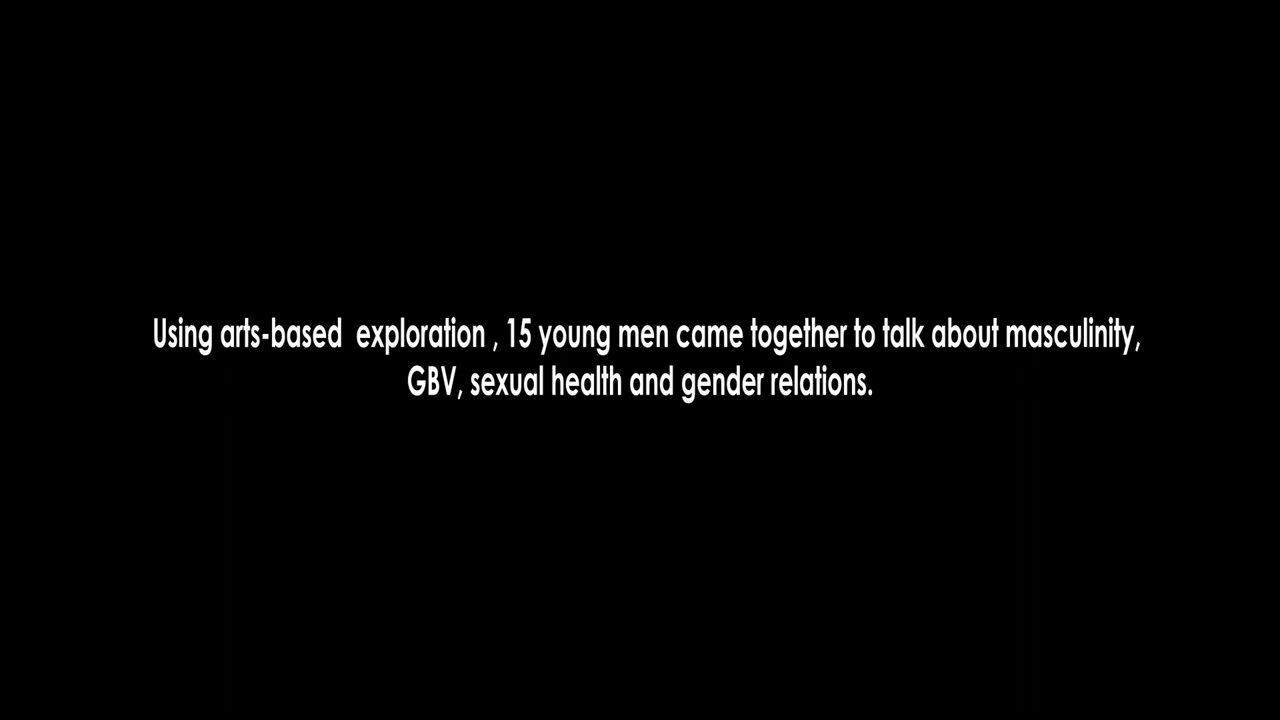 Using arts-based  exploration , 15 young men came together to talk about masculinity,
GBV, sexual health and gender relations.